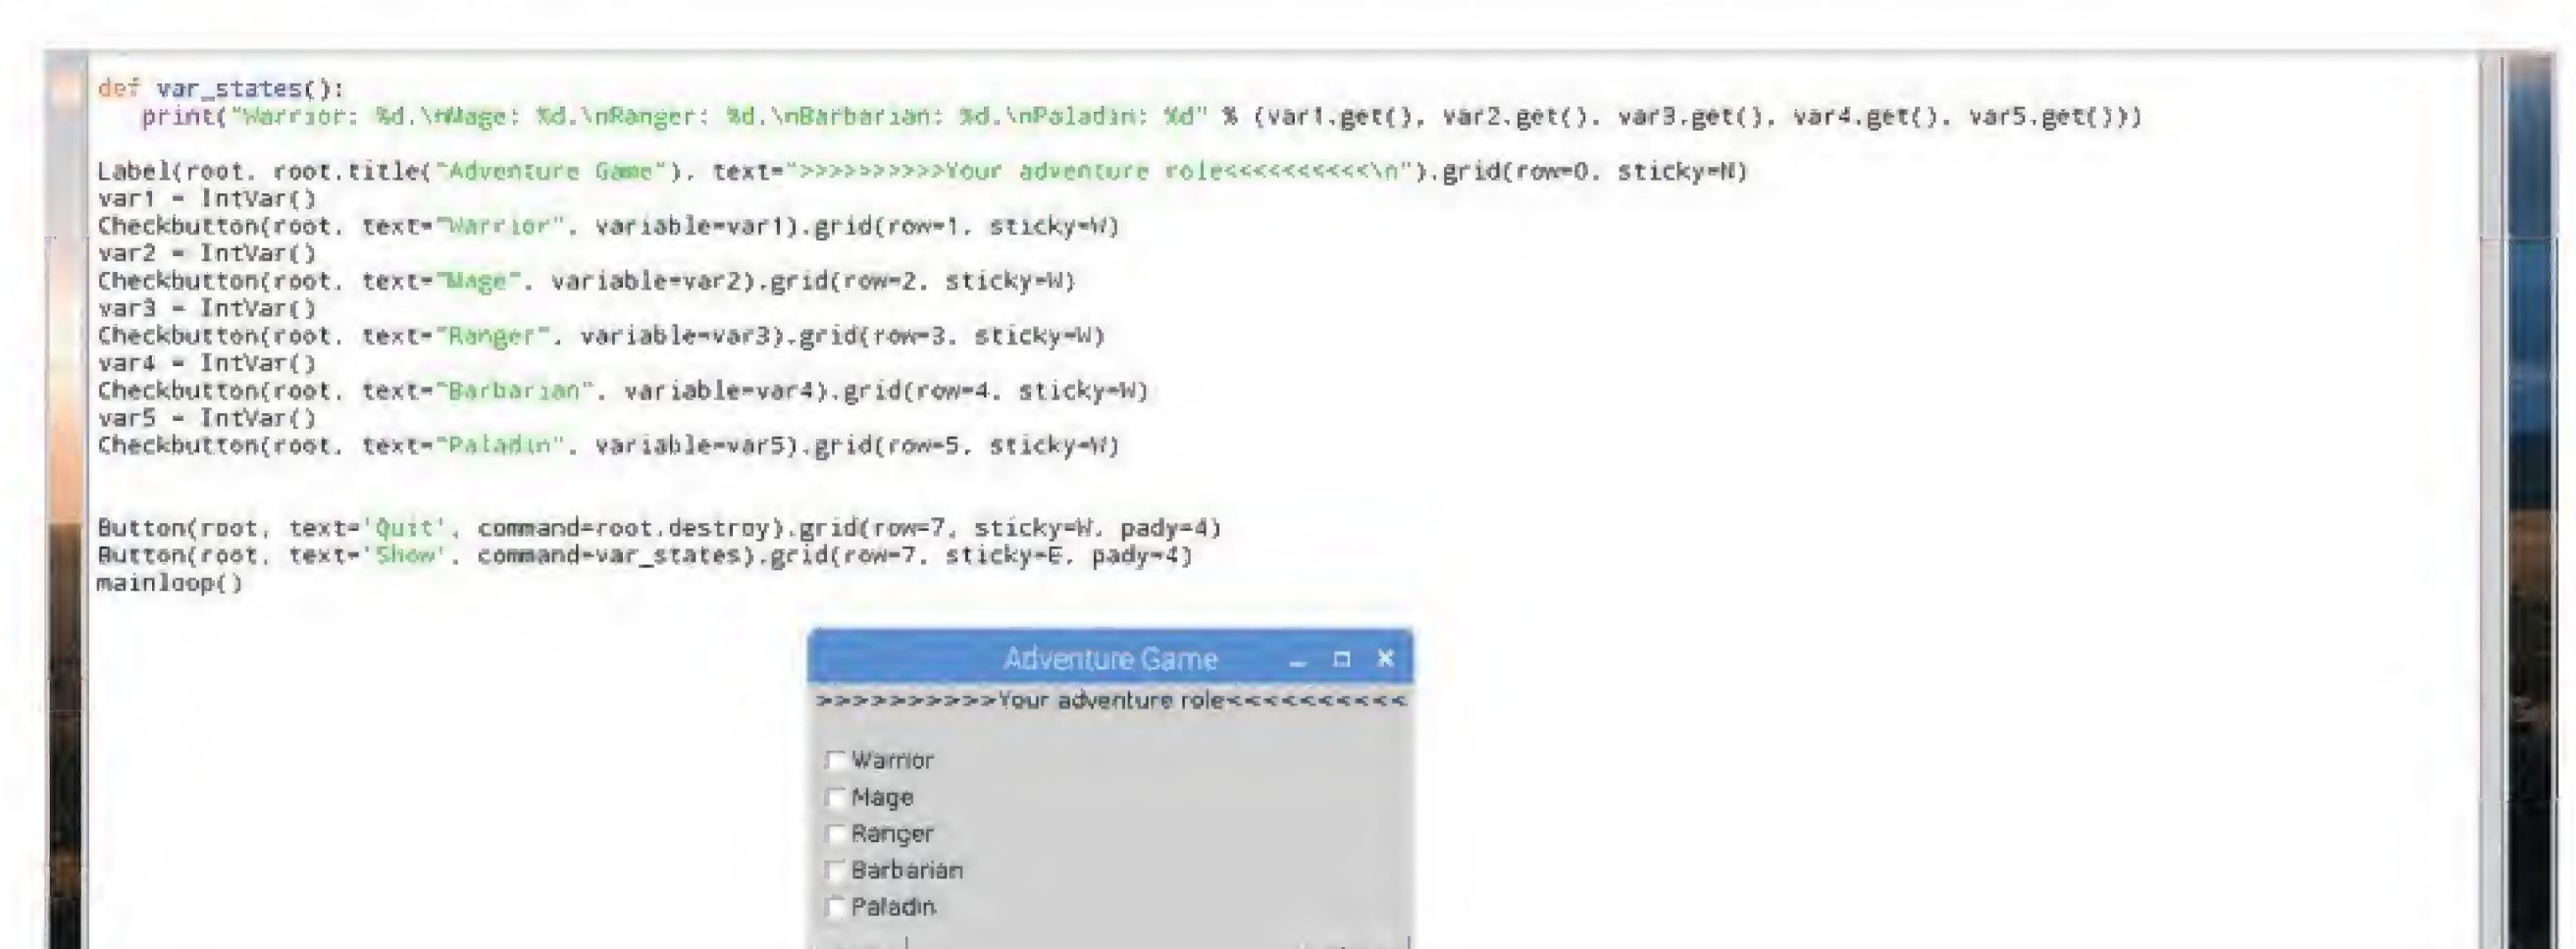 def var_states():
   print("Warrior: %d,\nMage: %d,\nRanger: %d,\nBarbarian: %d,\nPaladin: %d" % (var1.get(), var2.get(), var3.get(), var4.get(), var5.get()))
Label(root, root.title("Adventure Game"), text=">>>>>>>>>>Your adventure role<<<<<<<<<<\n").grid(row=0, sticky=N)
var1 = IntVar()
Checkbutton(root, text="Warrior", variable=var1).grid(row=1, sticky=W)
var2 = IntVar()
Checkbutton(root, text="Mage", variable=var2).grid(row=2, sticky=W)
var3 = IntVar()
Checkbutton(root, text="Ranger", variable=var3).grid(row=3, sticky=W)
var4 = IntVar()
Checkbutton(root, text="Barbarian", variable=var4).grid(row=4, sticky=W)
var5 = IntVar()
Checkbutton(root, text="Paladin", variable=var5).grid(row=5, sticky=W)
Button(root, text='Quit', command=root.destroy).grid(row=7, sticky=W, pady=4)
Button(root, text='Show', command=var_states).grid(row=7, sticky=E, pady=4)
mainloop()
Adventure Game
>>>>>>>>>>Your adventure role<<<<<<<<<<
Warrior
Mage
Ranger
Barbarian
Paladin